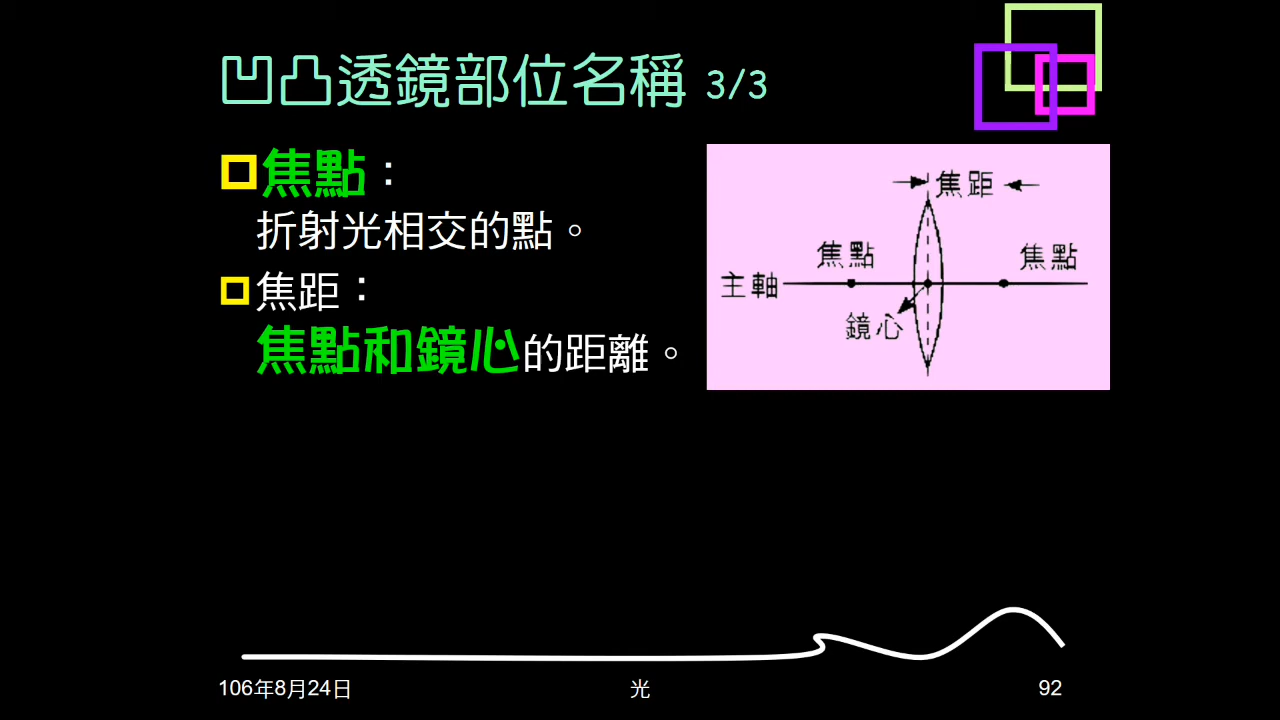 凹凸透鏡部位名稱 3/3
焦點：
折射光相交的點。
焦距：
焦點和鏡心的距離。
焦距
焦點
焦點
主軸
鏡心
106年8月24日
光
92